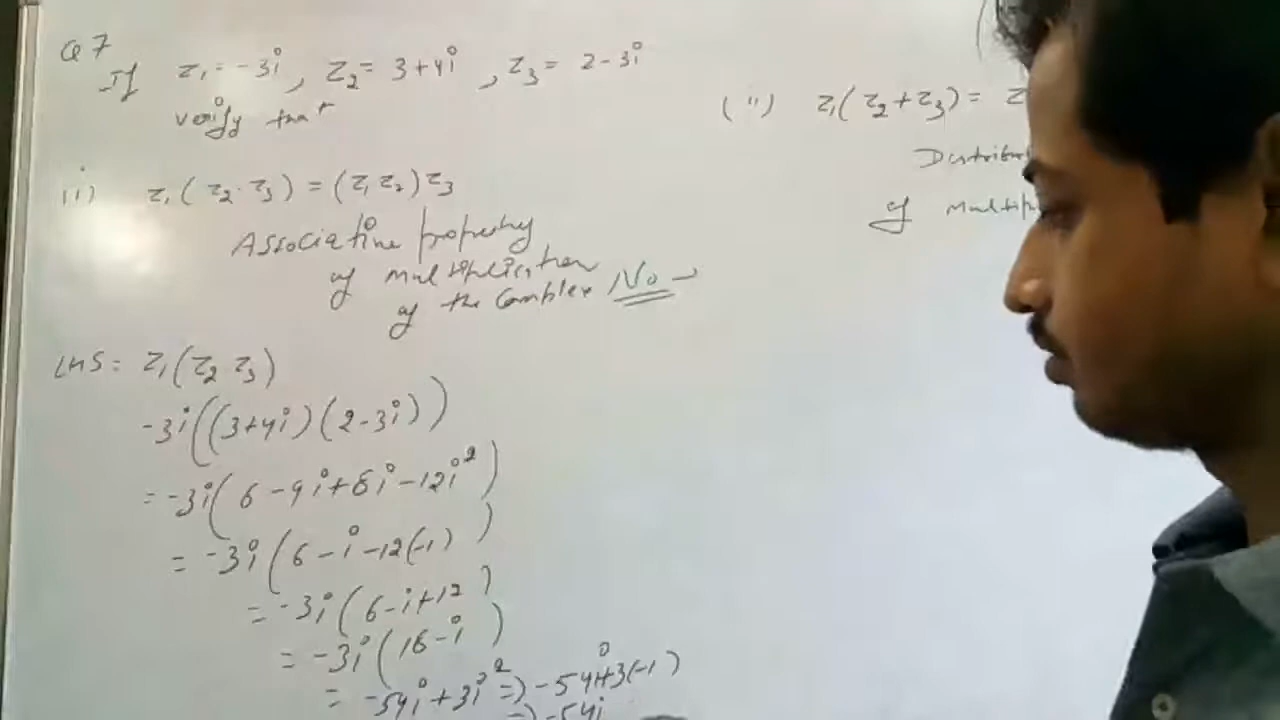 Q7
If z₁ = -3i, z₂ = 3+4i, z₃ = 2-3i
verify that
(i) z₁(z₂·z₃) = (z₁z₂)z₃
Associative property
of multiplication
of the Complex No
LHS = z₁(z₂ z₃)
-3i((3+4i)(2-3i))
= -3i(6-9i+8i-12i²)
= -3i(6-i-12(-1))
= -3i(6-i+12)
= -3i(18-i)
= -54i+3i² => -54i+3(-1)
=> -54i
(ii) z₁(z₂+z₃) = z
Distribu
of multip